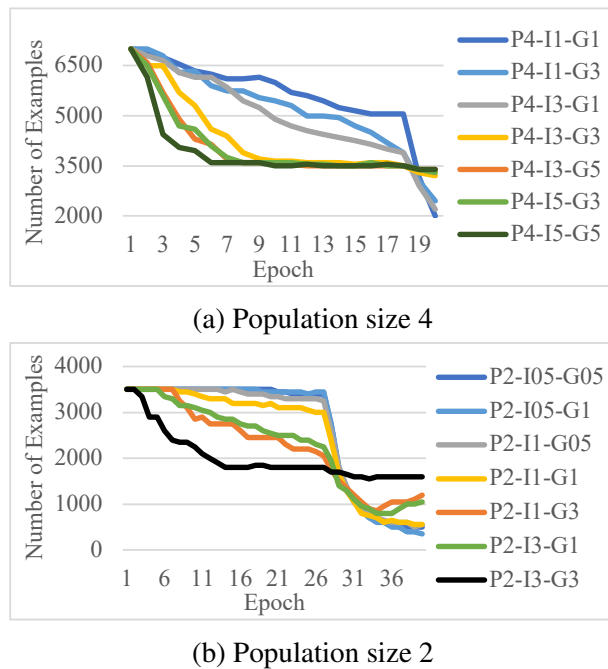 Number of Examples
6500
5000
3500
2000
1 3 5 7 9 11 13 15 17 19
Epoch
P4-I1-G1
P4-I1-G3
P4-I3-G1
P4-I3-G3
P4-I3-G5
P4-I5-G3
P4-I5-G5
(a) Population size 4
Number of Examples
4000
3000
2000
1000
0
1 6 11 16 21 26 31 36
Epoch
P2-I05-G05
P2-I05-G1
P2-I1-G05
P2-I1-G1
P2-I1-G3
P2-I3-G1
P2-I3-G3
(b) Population size 2